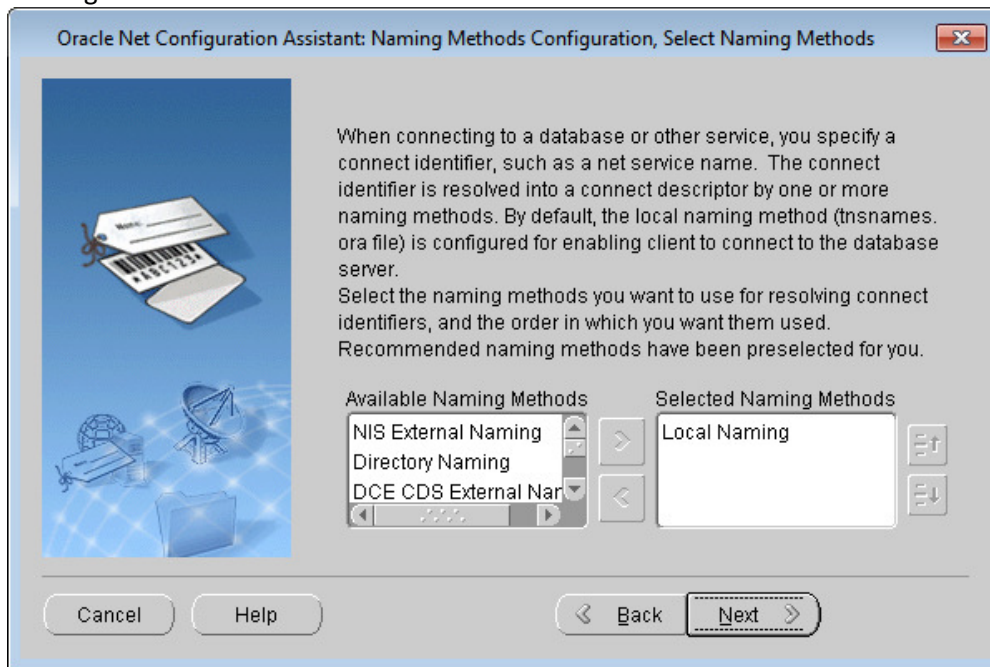 Oracle Net Configuration Assistant: Naming Methods Configuration, Select Naming Methods
When connecting to a database or other service, you specify a
connect identifier, such as a net service name. The connect
identifier is resolved into a connect descriptor by one or more
naming methods. By default, the local naming method (tnsnames.
ora file) is configured for enabling client to connect to the database
server.
Select the naming methods you want to use for resolving connect
identifiers, and the order in which you want them used.
Recommended naming methods have been preselected for you.
Available Naming Methods
Selected Naming Methods
NIS External Naming
Directory Naming
DCE CDS External Nar
Local Naming
Name:
ABC123
Cancel
Help
Back
Next